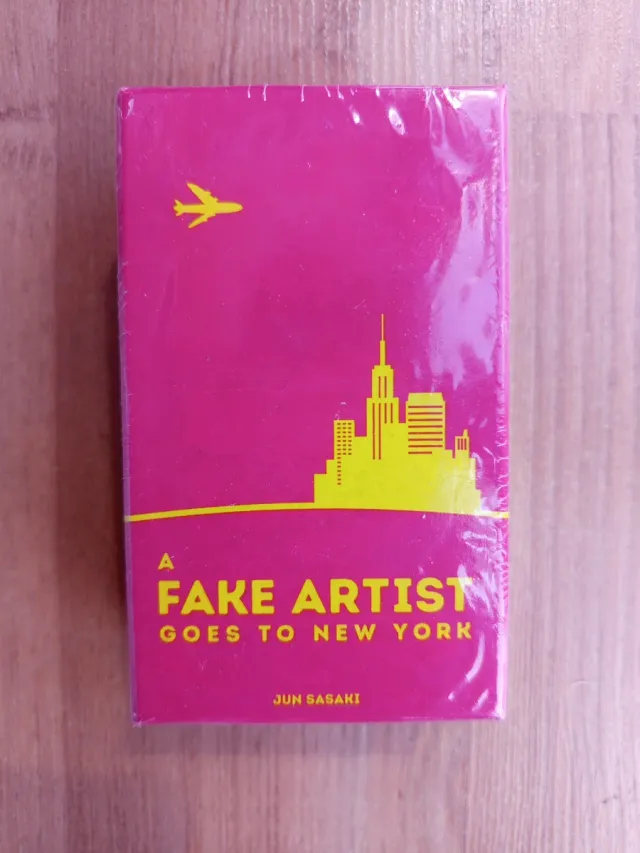 A
FAKE ARTIST
GOES TO NEW YORK
JUN SASAKI